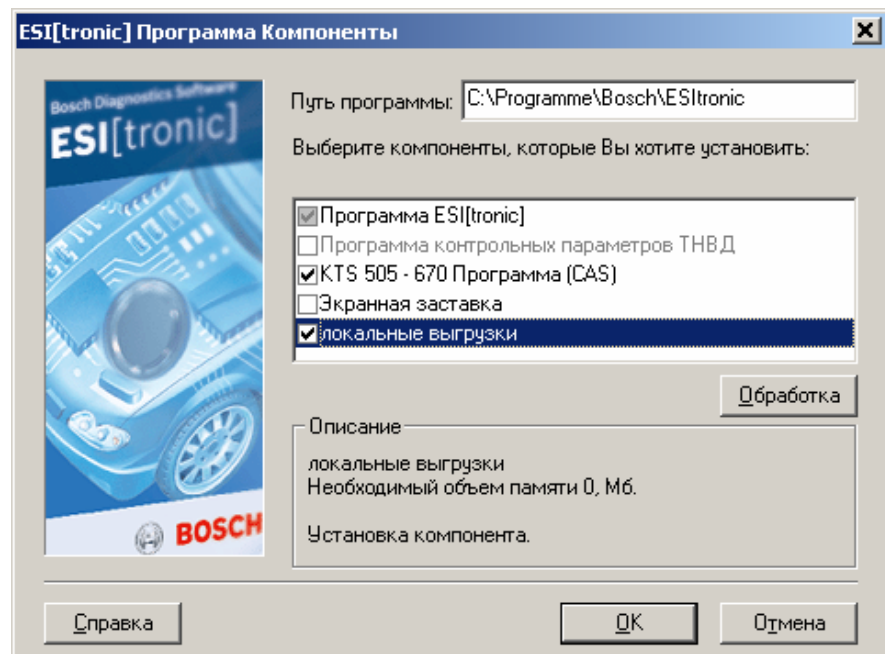 ESI[tronic] Программа Компоненты
Bosch Diagnostics Software
ESI[tronic]
Путь программы: C:\Programme\Bosch\ESItronic
Выберите компоненты, которые Вы хотите установить:
Программа ESI[tronic]
Программа контрольных параметров ТНВД
KTS 505 - 670 Программа (CAS)
Экранная заставка
локальные выгрузки
Обработка
Описание
локальные выгрузки
Необходимый объем памяти 0, Мб.
Установка компонента.
BOSCH
Справка
OK
Отмена